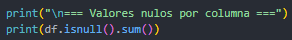 print("\n=== Valores nulos por columna ===")
print(df.isnull().sum())